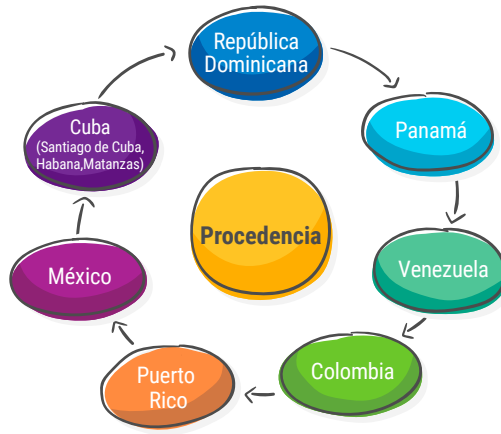 República
Dominicana
Panamá
Venezuela
Colombia
Puerto
Rico
México
Cuba
(Santiago de Cuba,
Habana,Matanzas)
Procedencia